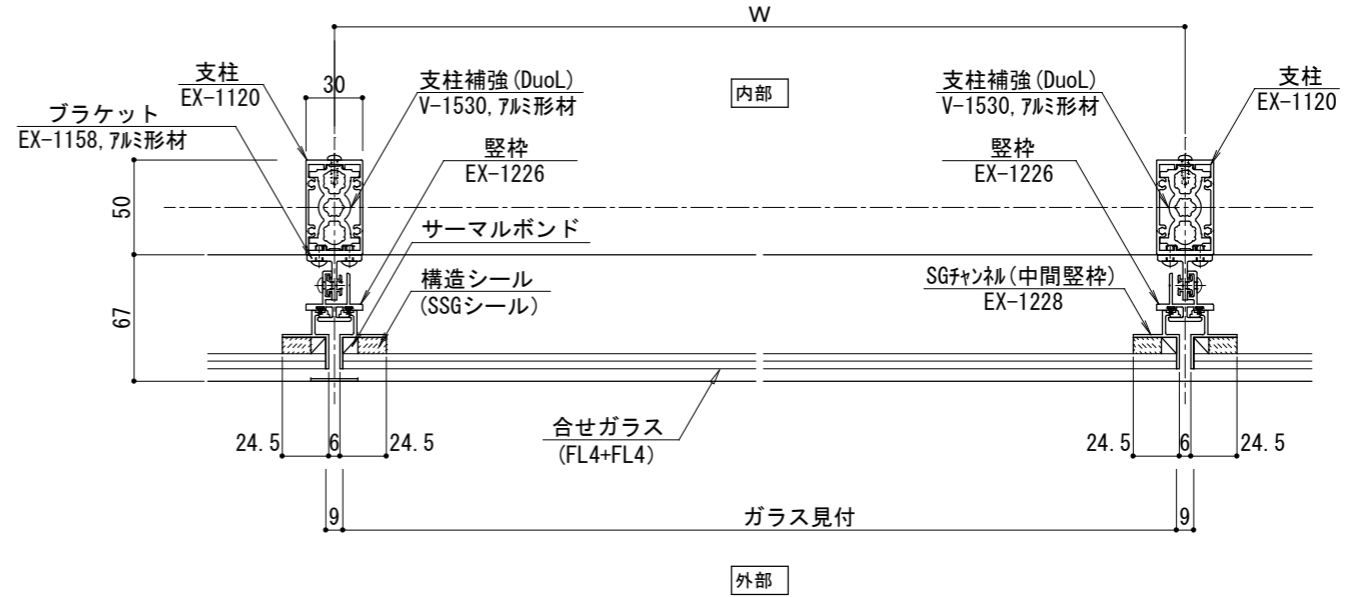 W
支柱
EX-1120
30
支柱補強(DuoL)
V-1530,アルミ形材
内部
支柱補強(DuoL)
V-1530,アルミ形材
支柱
EX-1120
ブラケット
EX-1158,アルミ形材
竪枠
EX-1226
竪枠
EX-1226
50
サーマルボンド
構造シール
(SSGシール)
SGチャンネル(中間竪枠)
EX-1228
67
合せガラス
(FL4+FL4)
24.5
6
24.5
24.5
6
24.5
9
ガラス見付
9
外部